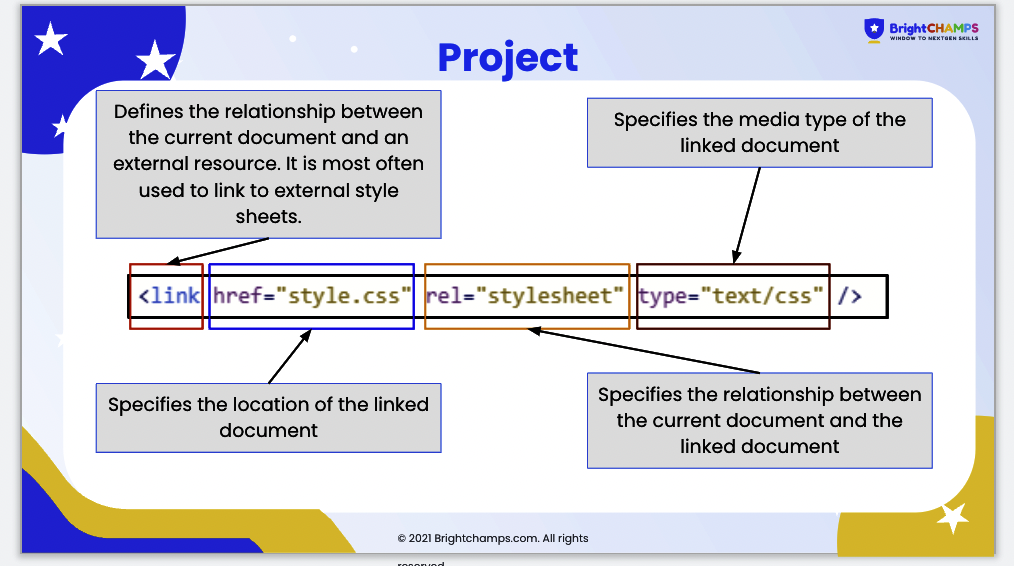 BrightCHAMPS
WINDOW TO NEXTGEN SKILLS
Project
Defines the relationship between
the current document and an
external resource. It is most often
used to link to external style
sheets.
Specifies the media type of the
linked document
<link href="style.css" rel="stylesheet" type="text/css" />
Specifies the location of the linked
document
Specifies the relationship between
the current document and the
linked document
© 2021 Brightchamps.com. All rights
reserved